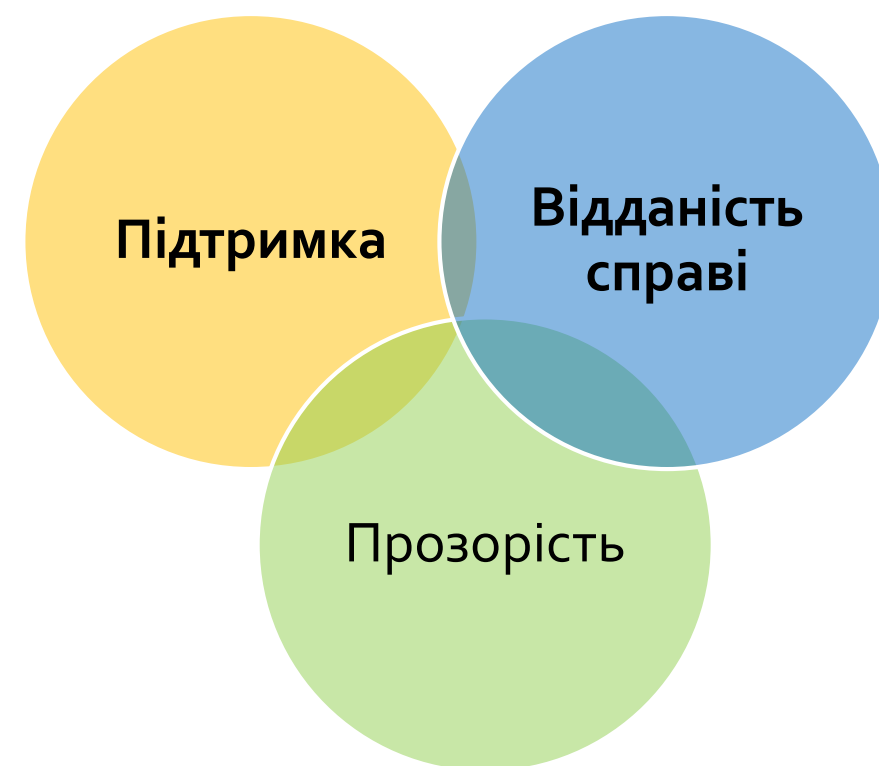 Підтримка
Відданість
справі
Прозорість